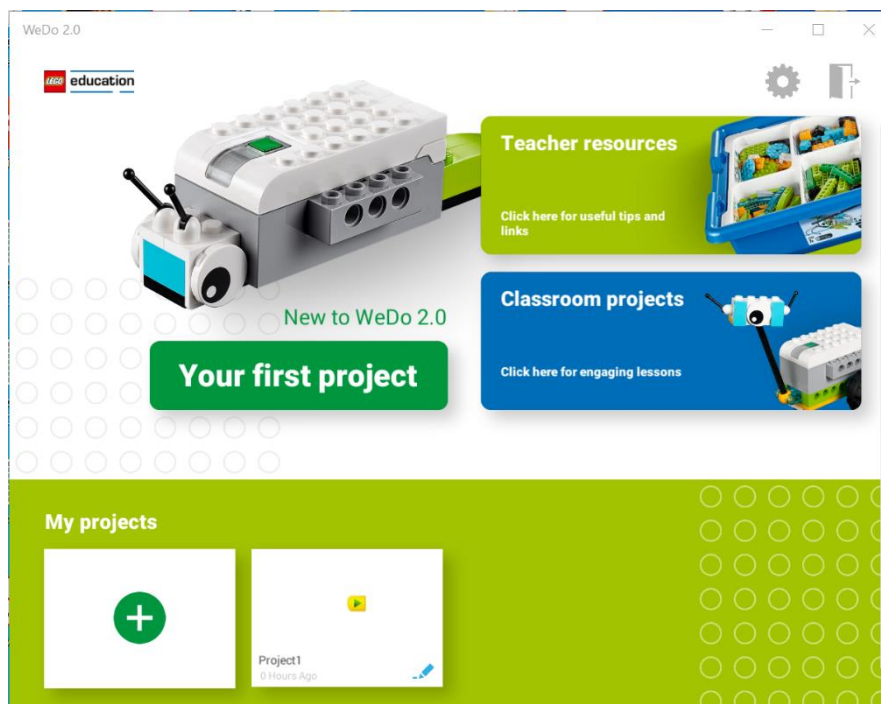 WeDo 2.0
LEGO education
Teacher resources
Click here for useful tips and
links
New to WeDo 2.0
Your first project
Classroom projects
Click here for engaging lessons
My projects
Project1
0 Hours Ago